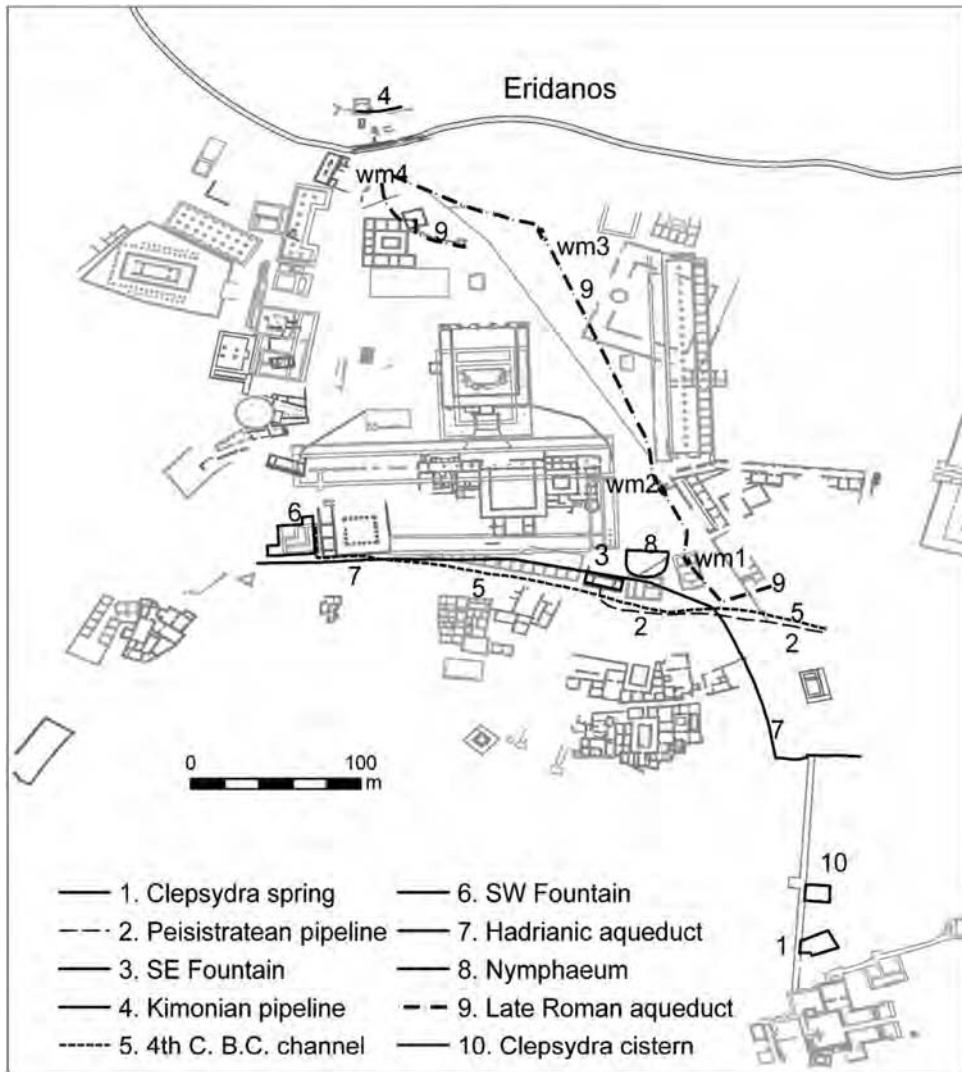 4
Eridanos
wm4
9
wm3
9
wm2
6
3
8
wm1
9
7
5
2
5
2
7
0 100
m
10
1
1. Clepsydra spring
2. Peisistratean pipeline
3. SE Fountain
4. Kimonian pipeline
5. 4th C. B.C. channel
6. SW Fountain
7. Hadrianic aqueduct
8. Nymphaeum
9. Late Roman aqueduct
10. Clepsydra cistern